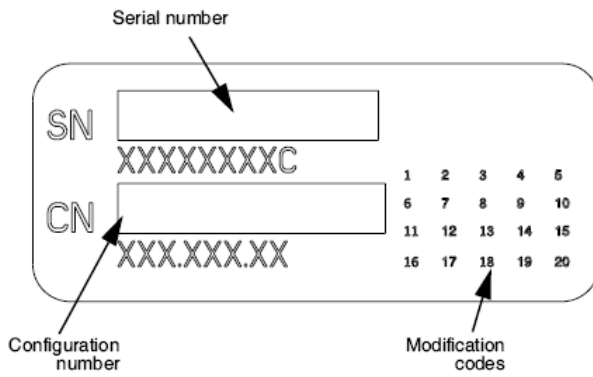 Serial number
SN
XXXXXXXXC
CN
XXX.XXX.XX
1 2 3 4 5
6 7 8 9 10
11 12 13 14 15
16 17 18 19 20
Configuration
number
Modification
codes